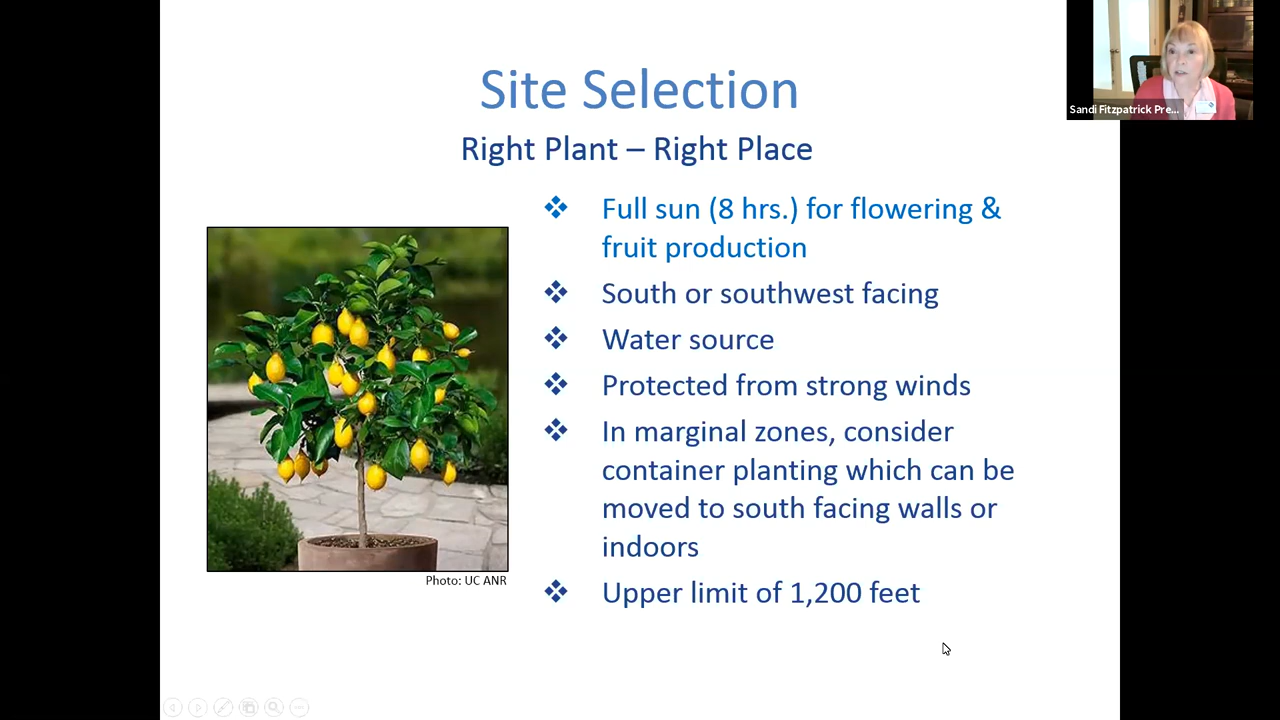 Site Selection
Right Plant – Right Place
Full sun (8 hrs.) for flowering &
fruit production
South or southwest facing
Water source
Protected from strong winds
In marginal zones, consider
container planting which can be
moved to south facing walls or
indoors
Upper limit of 1,200 feet
Photo: UC ANR
Sandi Fitzpatrick Pre...